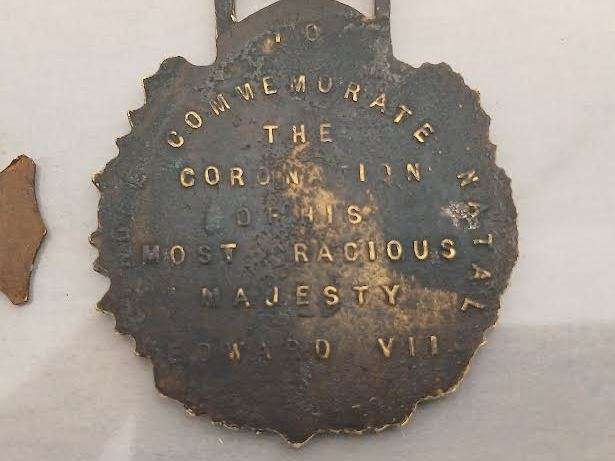 TO
COMMEMORATE
THE
CORONATION
OF HIS
MOST GRACIOUS
MAJESTY
EDWARD VII
NATAL